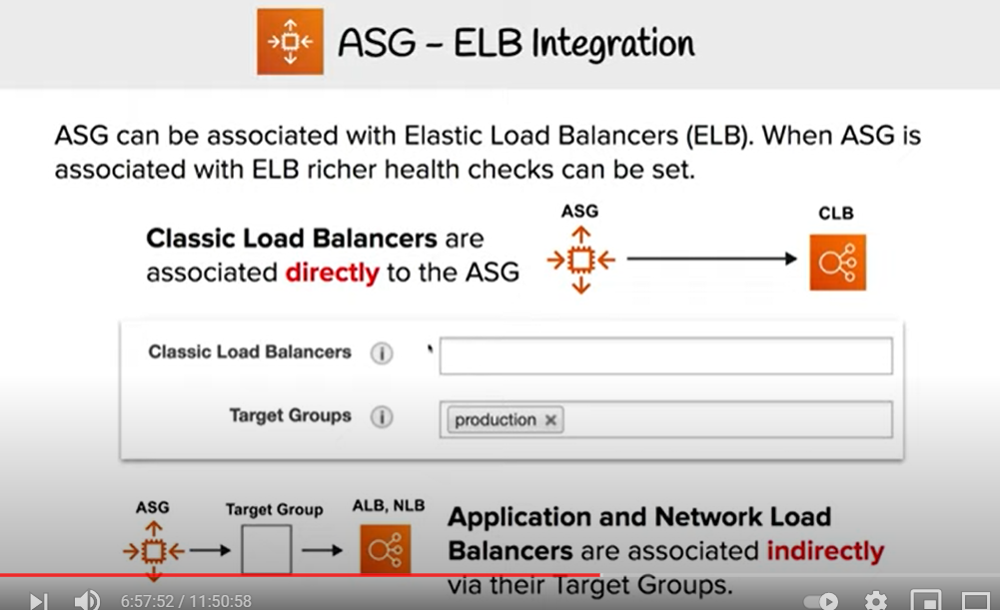 ASG - ELB Integration
ASG can be associated with Elastic Load Balancers (ELB). When ASG is
associated with ELB richer health checks can be set.
ASG
CLB
Classic Load Balancers are
associated directly to the ASG
Classic Load Balancers i
Target Groups i production ×
ASG
Target Group
ALB, NLB
Application and Network Load
Balancers are associated indirectly
via their Target Groups.
6:57:52 / 11:50:58